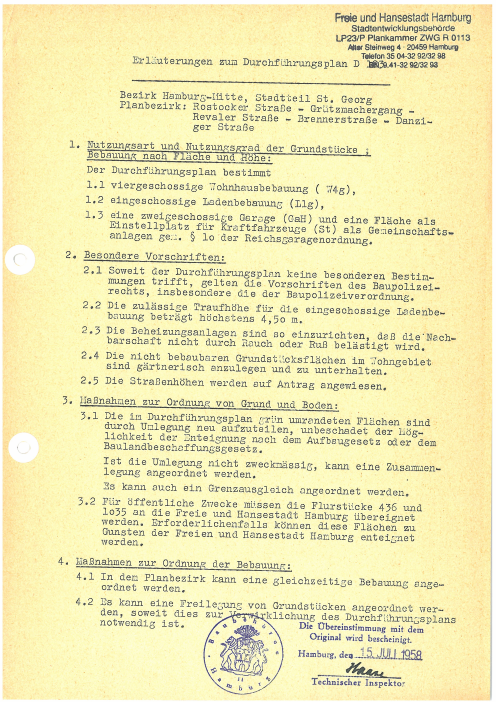 Freie und Hansestadt Hamburg
Stadtentwicklungsbehörde
LP23/P Plankammer ZWG R 0113
Alter Steinweg 4 · 20459 Hamburg
Telefon 35 04-32 92/32 98
Erläuterungen zum Durchführungsplan D
9.41-32 92/32 93
Bezirk Hamburg-Mitte, Stadtteil St. Georg
Planbezirk: Rostocker Straße - Grützmachergang -
Revaler Straße - Brennerstraße - Danzi-
ger Straße
1. Nutzungsart und Nutzungsgrad der Grundstücke ;
Bebauung nach Fläche und Höhe:
Der Durchführungsplan bestimmt
1.1 viergeschossige Wohnhausbebauung ( W4g),
1.2 eingeschossige Ladenbebauung (L1g),
1.3 eine zweigeschossige Garage (GaH) und eine Fläche als
Einstellplatz für Kraftfahrzeuge (St) als Gemeinschafts-
anlagen gem. § 1o der Reichsgaragenordnung.
2. Besondere Vorschriften:
2.1 Soweit der Durchführungsplan keine besonderen Bestim-
mungen trifft, gelten die Vorschriften des Baupolizei-
rechts, insbesondere die der Baupolizeiverordnung.
2.2 Die zulässige Traufhöhe für die eingeschossige Ladenbe-
bauung beträgt höchstens 4,5o m.
2.3 Die Beheizungsanlagen sind so einzurichten, daß die Nach-
barschaft nicht durch Rauch oder Ruß belästigt wird.
2.4 Die nicht bebaubaren Grundstücksflächen im Wohngebiet
sind gärtnerisch anzulegen und zu unterhalten.
2.5 Die Straßenhöhen werden auf Antrag angewiesen.
3. Maßnahmen zur Ordnung von Grund und Boden:
3.1 Die im Durchführungsplan grün umrandeten Flächen sind
durch Umlegung neu aufzuteilen, unbeschadet der Mög-
lichkeit der Enteignung nach dem Aufbaugesetz oder dem
Baulandbeschaffungsgesetz.
Ist die Umlegung nicht zweckmässig, kann eine Zusammen-
legung angeordnet werden.
Es kann auch ein Grenzausgleich angeordnet werden.
3.2 Für öffentliche Zwecke müssen die Flurstücke 436 und
1o35 an die Freie und Hansestadt Hamburg übereignet
werden. Erforderlichenfalls können diese Flächen zu
Gunsten der Freien und Hansestadt Hamburg enteignet
werden.
4. Maßnahmen zur Ordnung der Bebauung:
4.1 In dem Planbezirk kann eine gleichzeitige Bebauung ange-
ordnet werden.
4.2 Es kann eine Freilegung von Grundstücken angeordnet wer-
den, soweit dies zur Verwirklichung des Durchführungsplans
notwendig ist.
Baubehörde
Hamburg
11
Die Übereinstimmung mit dem
Original wird bescheinigt.
Hamburg, den 15. JULI 1958
Haase
Technischer Inspektor